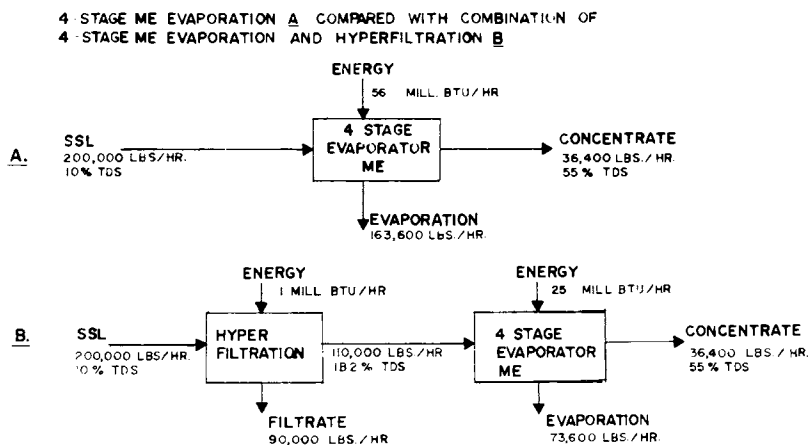 4 STAGE ME EVAPORATION A COMPARED WITH COMBINATION OF
4 STAGE ME EVAPORATION AND HYPERFILTRATION B
ENERGY
56 MILL. BTU/HR
A.
SSL
200,000 LBS/HR.
10% TDS
4 STAGE
EVAPORATOR
ME
CONCENTRATE
36,400 LBS./HR.
55% TDS
EVAPORATION
163,600 LBS./HR.
ENERGY
1 MILL BTU/HR
ENERGY
25 MILL BTU/HR
B.
SSL
200,000 LBS/HR.
10% TDS
HYPER
FILTRATION
110,000 LBS/HR
18.2% TDS
4 STAGE
EVAPORATOR
ME
CONCENTRATE
36,400 LBS./HR.
55% TDS
FILTRATE
90,000 LBS./HR
EVAPORATION
73,600 LBS./HR.